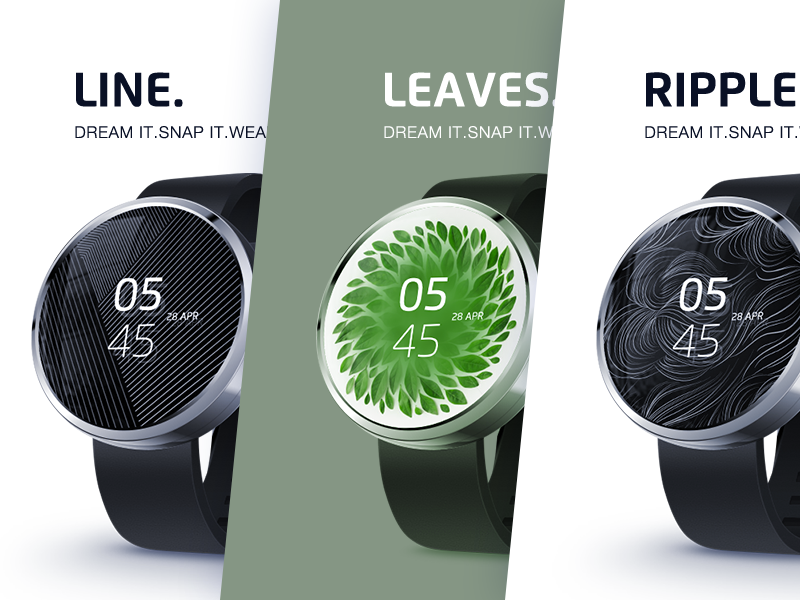 LINE.
DREAM IT.SNAP IT.WEA
05
45
28 APR
LEAVES.
DREAM IT.SNAP IT.W
05
45
28 APR
RIPPLE
DREAM IT.SNAP IT.
05
45
28 APR